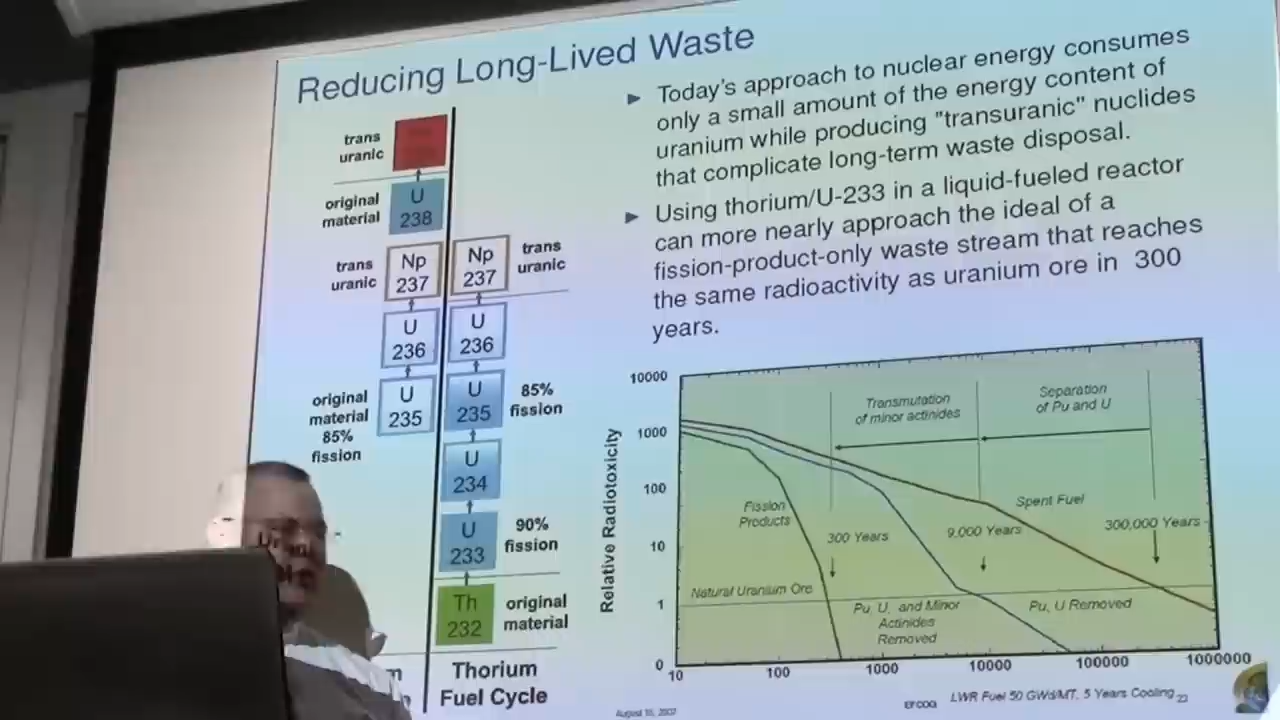 Reducing Long-Lived Waste
trans
uranic
original
material
U
238
trans
uranic
Np
237
Np
237
trans
uranic
U
236
U
236
original
material
85%
fission
U
235
U
235
85%
fission
U
234
U
233
90%
fission
Th
232
original
material
Thorium
Fuel Cycle
► Today's approach to nuclear energy consumes
only a small amount of the energy content of
uranium while producing "transuranic" nuclides
that complicate long-term waste disposal.
► Using thorium/U-233 in a liquid-fueled reactor
can more nearly approach the ideal of a
fission-product-only waste stream that reaches
the same radioactivity as uranium ore in 300
years.
Relative Radiotoxicity
10000
1000
100
10
1
0
10
100
1000
10000
100000
1000000
Transmutation
of minor actinides
Separation
of Pu and U
Fission
Products
Spent Fuel
300 Years
9,000 Years
300,000 Years
Natural Uranium Ore
Pu, U, and Minor
Actinides
Removed
Pu, U Removed
LWR Fuel 50 GWd/MT, 5 Years Cooling
23